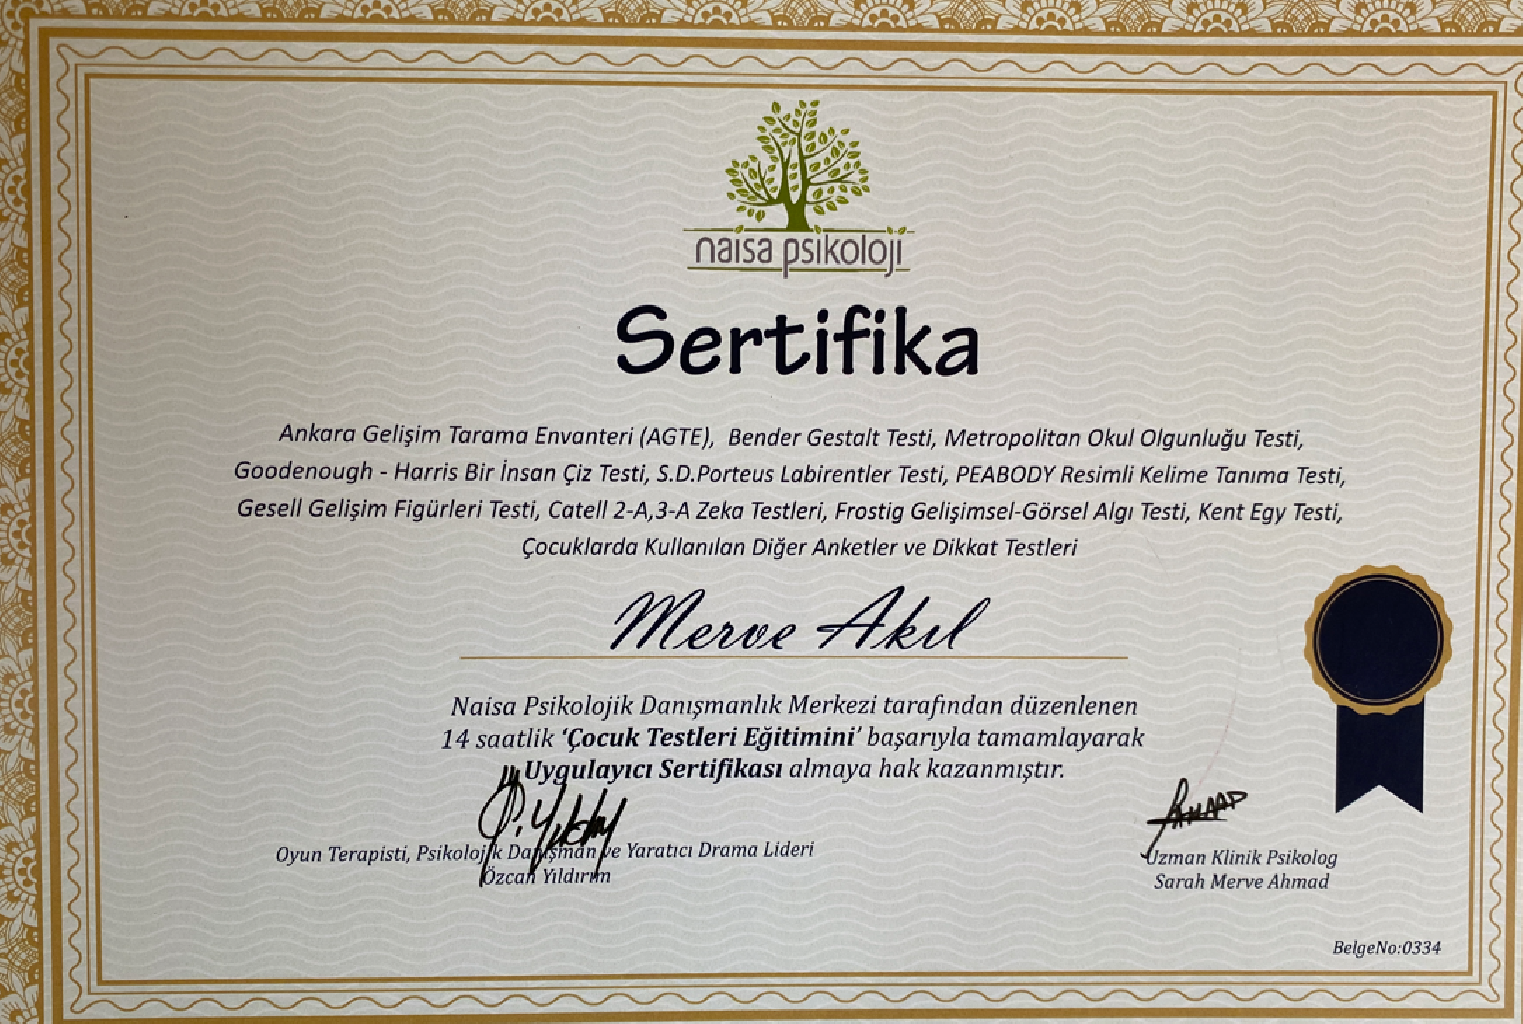 naisa psikoloji
Sertifika
Ankara Gelişim Tarama Envanteri (AGTE), Bender Gestalt Testi, Metropolitan Okul Olgunluğu Testi,
Goodenough - Harris Bir İnsan Çiz Testi, S.D.Porteus Labirentler Testi, PEABODY Resimli Kelime Tanıma Testi,
Gesell Gelişim Figürleri Testi, Catell 2-A,3-A Zeka Testleri, Frostig Gelişimsel-Görsel Algı Testi, Kent Egy Testi,
Çocuklarda Kullanılan Diğer Anketler ve Dikkat Testleri
Merve Akıl
Naisa Psikolojik Danışmanlık Merkezi tarafından düzenlenen
14 saatlik ‘Çocuk Testleri Eğitimini’ başarıyla tamamlayarak
Uygulayıcı Sertifikası almaya hak kazanmıştır.
Oyun Terapisti, Psikolojik Danışman ve Yaratıcı Drama Lideri
Özcan Yıldırım
Uzman Klinik Psikolog
Sarah Merve Ahmad
BelgeNo:0334